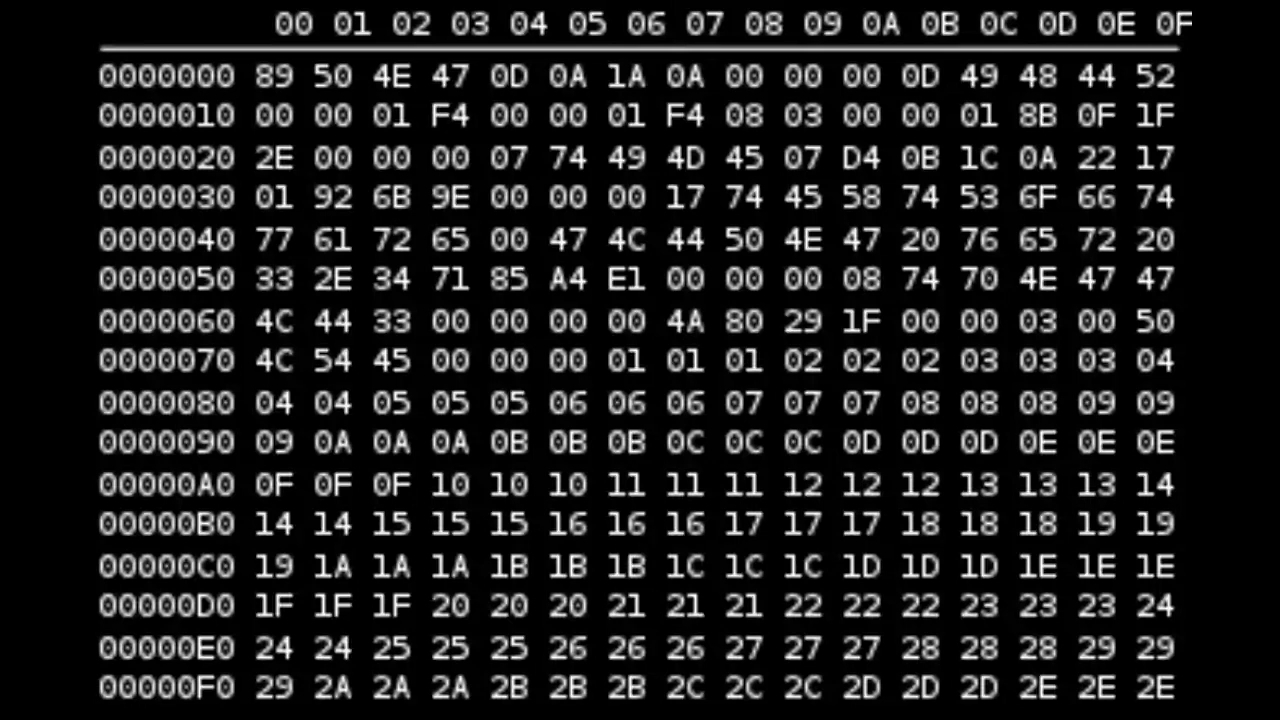 00 01 02 03 04 05 06 07 08 09 0A 0B 0C 0D 0E 0F
0000000 89 50 4E 47 0D 0A 1A 0A 00 00 00 0D 49 48 44 52
0000010 00 00 01 F4 00 00 01 F4 08 03 00 00 01 8B 0F 1F
0000020 2E 00 00 00 07 74 49 4D 45 07 D4 0B 1C 0A 22 17
0000030 01 92 6B 9E 00 00 00 17 74 45 58 74 53 6F 66 74
0000040 77 61 72 65 00 47 4C 44 50 4E 47 20 76 65 72 20
0000050 33 2E 34 71 85 A4 E1 00 00 00 08 74 70 4E 47 47
0000060 4C 44 33 00 00 00 00 4A 80 29 1F 00 00 03 00 50
0000070 4C 54 45 00 00 00 01 01 01 02 02 02 03 03 03 04
0000080 04 04 05 05 05 06 06 06 07 07 07 08 08 08 09 09
0000090 09 0A 0A 0A 0B 0B 0B 0C 0C 0C 0D 0D 0D 0E 0E 0E
00000A0 0F 0F 0F 10 10 10 11 11 11 12 12 12 13 13 13 14
00000B0 14 14 15 15 15 16 16 16 17 17 17 18 18 18 19 19
00000C0 19 1A 1A 1A 1B 1B 1B 1C 1C 1C 1D 1D 1D 1E 1E 1E
00000D0 1F 1F 1F 20 20 20 21 21 21 22 22 22 23 23 23 24
00000E0 24 24 25 25 25 26 26 26 27 27 27 28 28 28 29 29
00000F0 29 2A 2A 2A 2B 2B 2B 2C 2C 2C 2D 2D 2D 2E 2E 2E